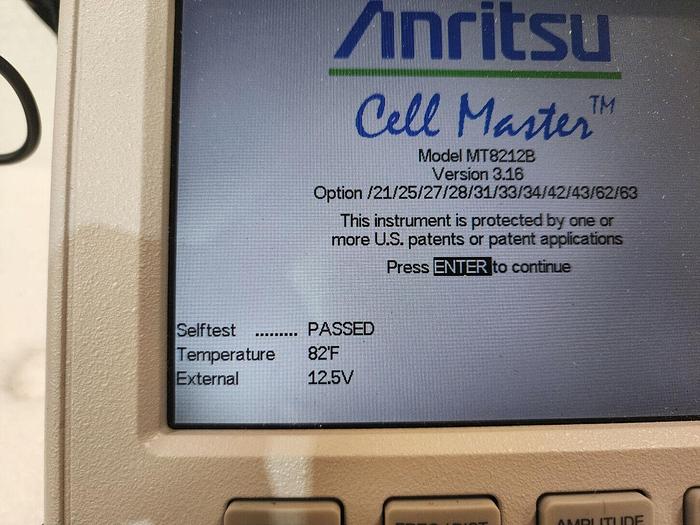 Anritsu
Cell Master™
Model MT8212B
Version 3.16
Option /21/25/27/28/31/33/34/42/43/62/63
This instrument is protected by one or
more U.S. patents or patent applications
Press ENTER to continue
Selftest ......... PASSED
Temperature 82°F
External 12.5V
FREQ/DIST
AMPLITUDE